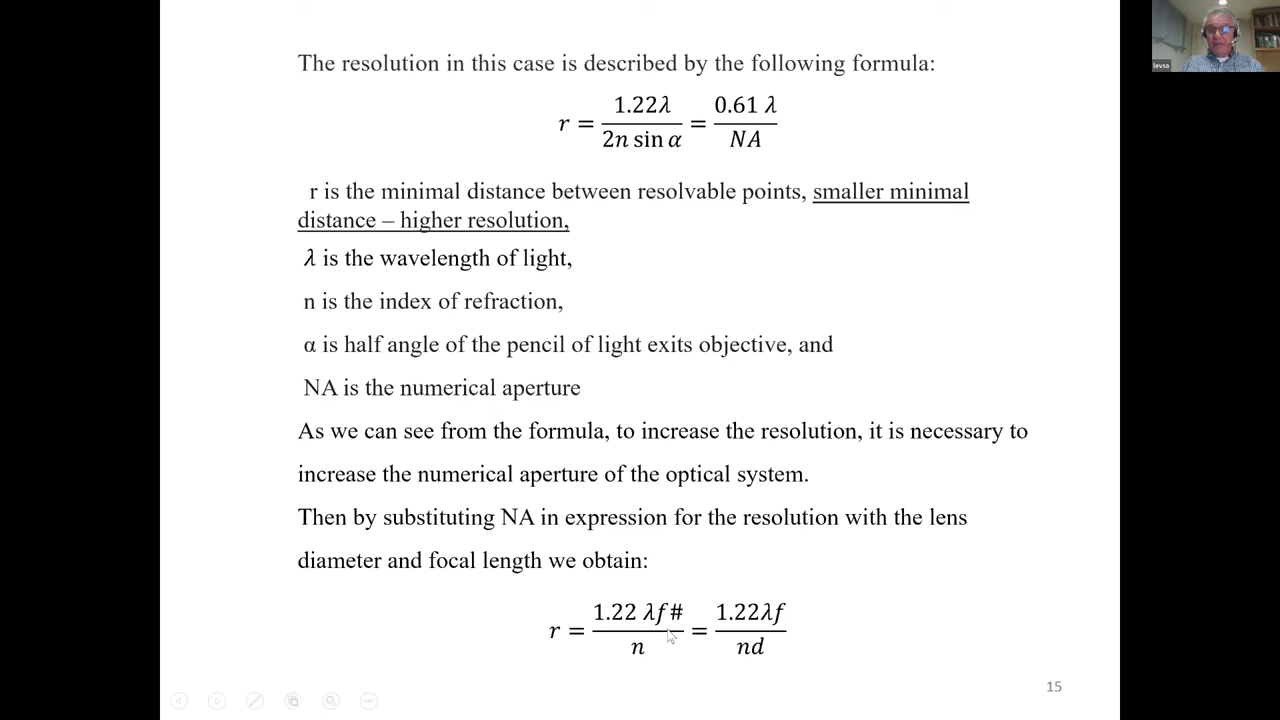 The resolution in this case is described by the following formula:
r = 1.22λ / 2n sin α = 0.61 λ / NA
r is the minimal distance between resolvable points, smaller minimal
distance – higher resolution,
λ is the wavelength of light,
n is the index of refraction,
α is half angle of the pencil of light exits objective, and
NA is the numerical aperture
As we can see from the formula, to increase the resolution, it is necessary to
increase the numerical aperture of the optical system.
Then by substituting NA in expression for the resolution with the lens
diameter and focal length we obtain:
r = 1.22 λf# / n = 1.22λf / nd
15
levsa